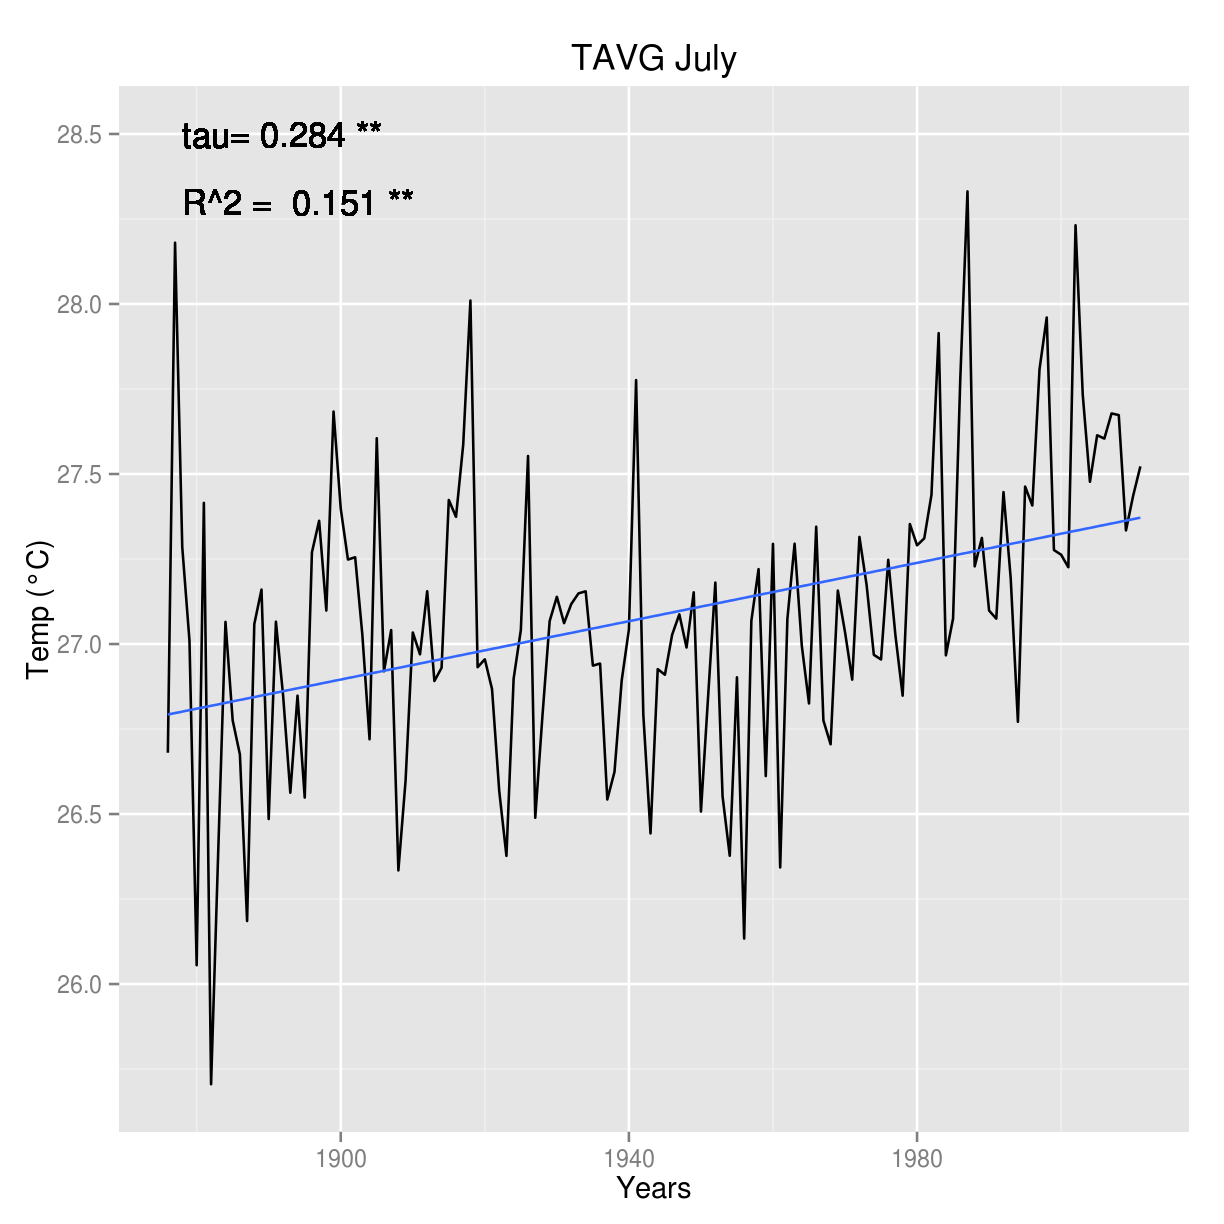 TAVG July
tau= 0.284 **
R^2 =  0.151 **
28.5
28.0
27.5
27.0
26.5
26.0
Temp (°C)
1900
1940
1980
Years